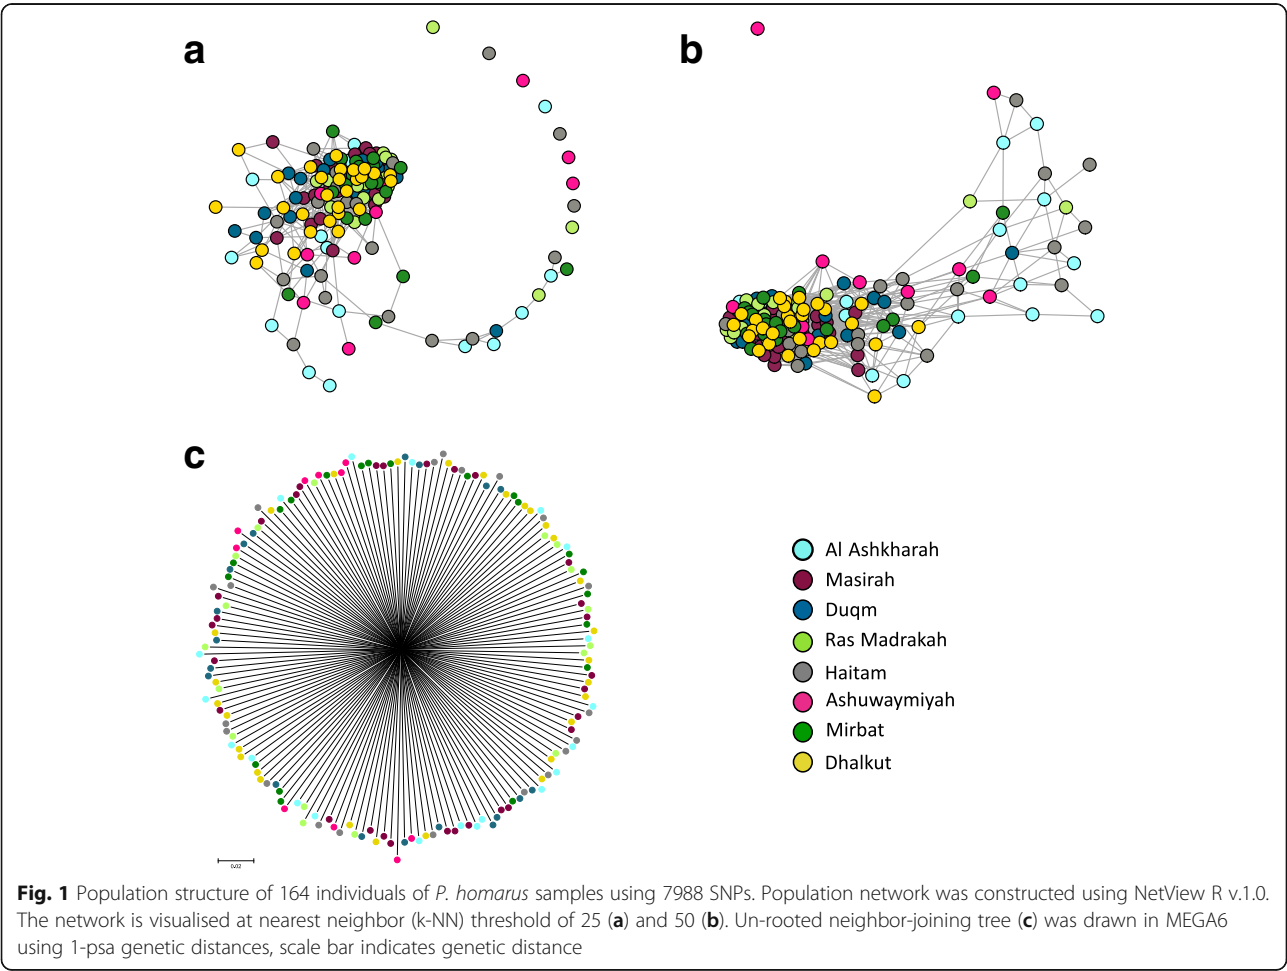 a
b
c
Al Ashkharah
Masirah
Duqm
Ras Madrakah
Haitam
Ashuwaymiyah
Mirbat
Dhalkut
0.02
Fig. 1 Population structure of 164 individuals of P. homarus samples using 7988 SNPs. Population network was constructed using NetView R v.1.0.
The network is visualised at nearest neighbor (k-NN) threshold of 25 (a) and 50 (b). Un-rooted neighbor-joining tree (c) was drawn in MEGA6
using 1-psa genetic distances, scale bar indicates genetic distance